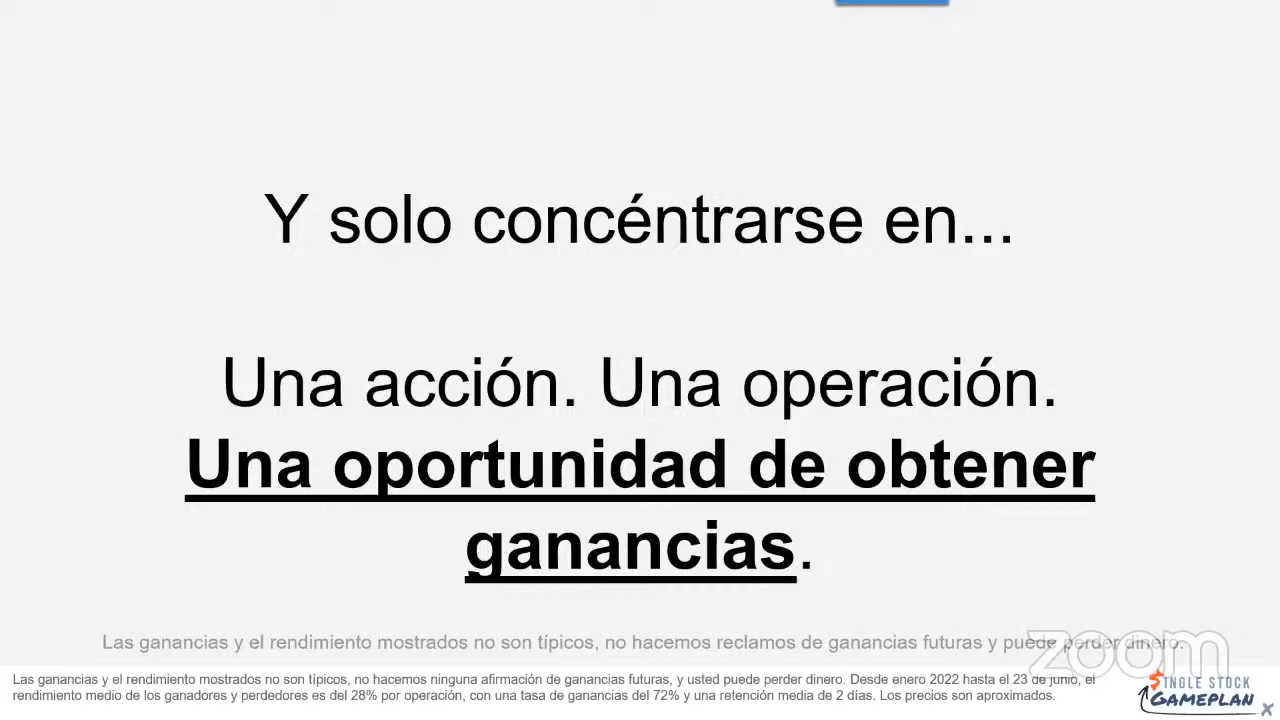 Y solo concéntrarse en...
Una acción. Una operación.
Una oportunidad de obtener
ganancias.
Las ganancias y el rendimiento mostrados no son típicos, no hacemos reclamos de ganancias futuras y puede perder dinero.
zoom
Las ganancias y el rendimiento mostrados no son típicos, no hacemos ninguna afirmación de ganancias futuras, y usted puede perder dinero. Desde enero 2022 hasta el 23 de junio, el
rendimiento medio de los ganadores y perdedores es del 28% por operación, con una tasa de ganancias del 72% y una retención media de 2 días. Los precios son aproximados.
$INGLE STOCK
GAMEPLAN